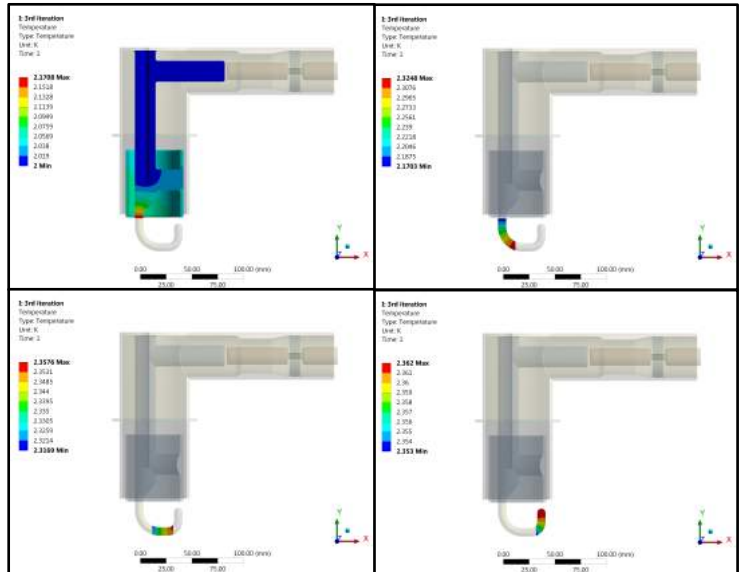 I: 3rd iteration
Temperature
Type: Temperature
Unit: K
Time: 1
2.1708 Max
2.1518
2.1328
2.1139
2.0949
2.0759
2.0569
2.038
2.019
2 Min
Y
X
0.00 50.00 100.00 (mm)
25.00 75.00
I: 3rd iteration
Temperature
Type: Temperature
Unit: K
Time: 1
2.3248 Max
2.3076
2.2905
2.2733
2.2561
2.239
2.2218
2.2046
2.1875
2.1703 Min
Y
X
0.00 50.00 100.00 (mm)
25.00 75.00
I: 3rd iteration
Temperature
Type: Temperature
Unit: K
Time: 1
2.3576 Max
2.3531
2.3485
2.344
2.3395
2.335
2.3305
2.3259
2.3214
2.3169 Min
Y
X
0.00 50.00 100.00 (mm)
25.00 75.00
I: 3rd iteration
Temperature
Type: Temperature
Unit: K
Time: 1
2.362 Max
2.361
2.36
2.359
2.358
2.357
2.356
2.355
2.354
2.353 Min
Y
X
0.00 50.00 100.00 (mm)
25.00 75.00